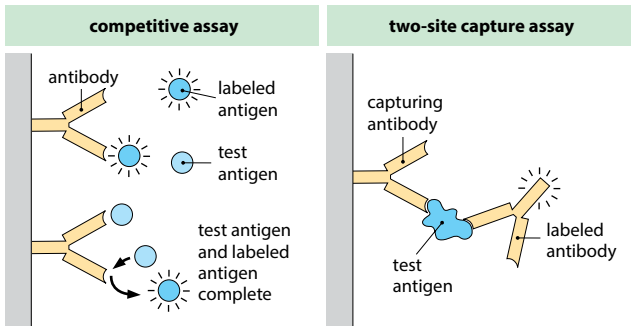 competitive assay
antibody
labeled
antigen
test
antigen
test antigen
and labeled
antigen
complete
two-site capture assay
capturing
antibody
test
antigen
labeled
antibody